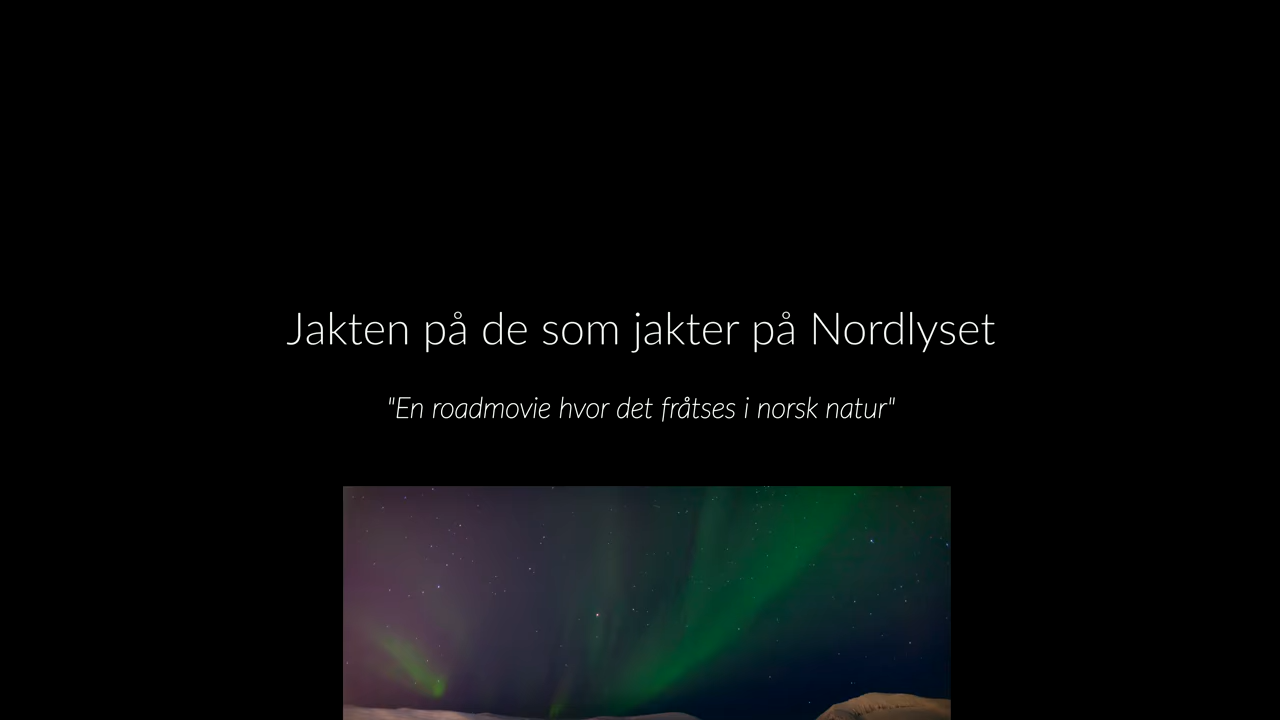 Jakten på de som jakter på Nordlyset
"En roadmovie hvor det fråtses i norsk natur"